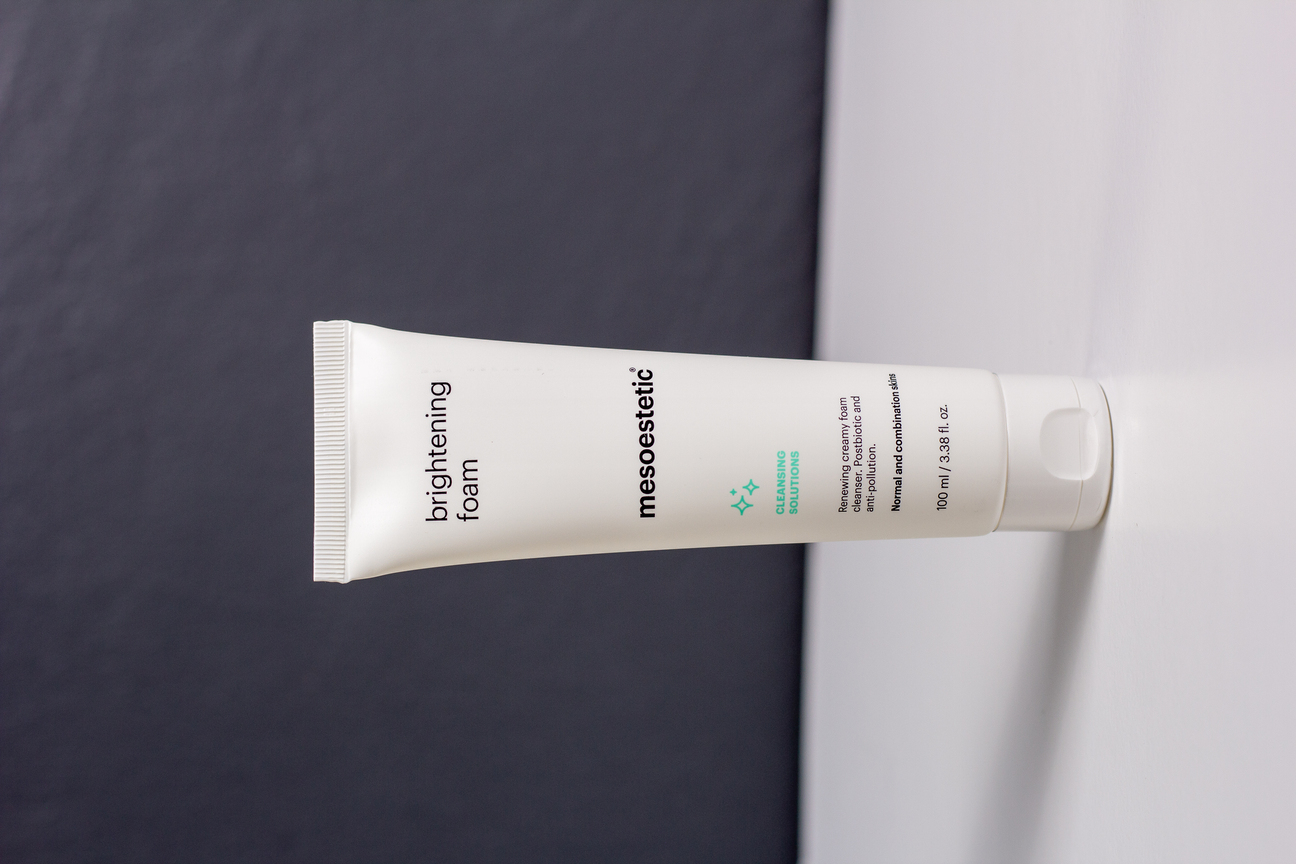 brightening
foam
mesoestetic®
CLEANSING
SOLUTIONS
Renewing creamy foam
cleanser. Postbiotic and
anti-pollution.
Normal and combination skins
100 ml / 3.38 fl. oz.